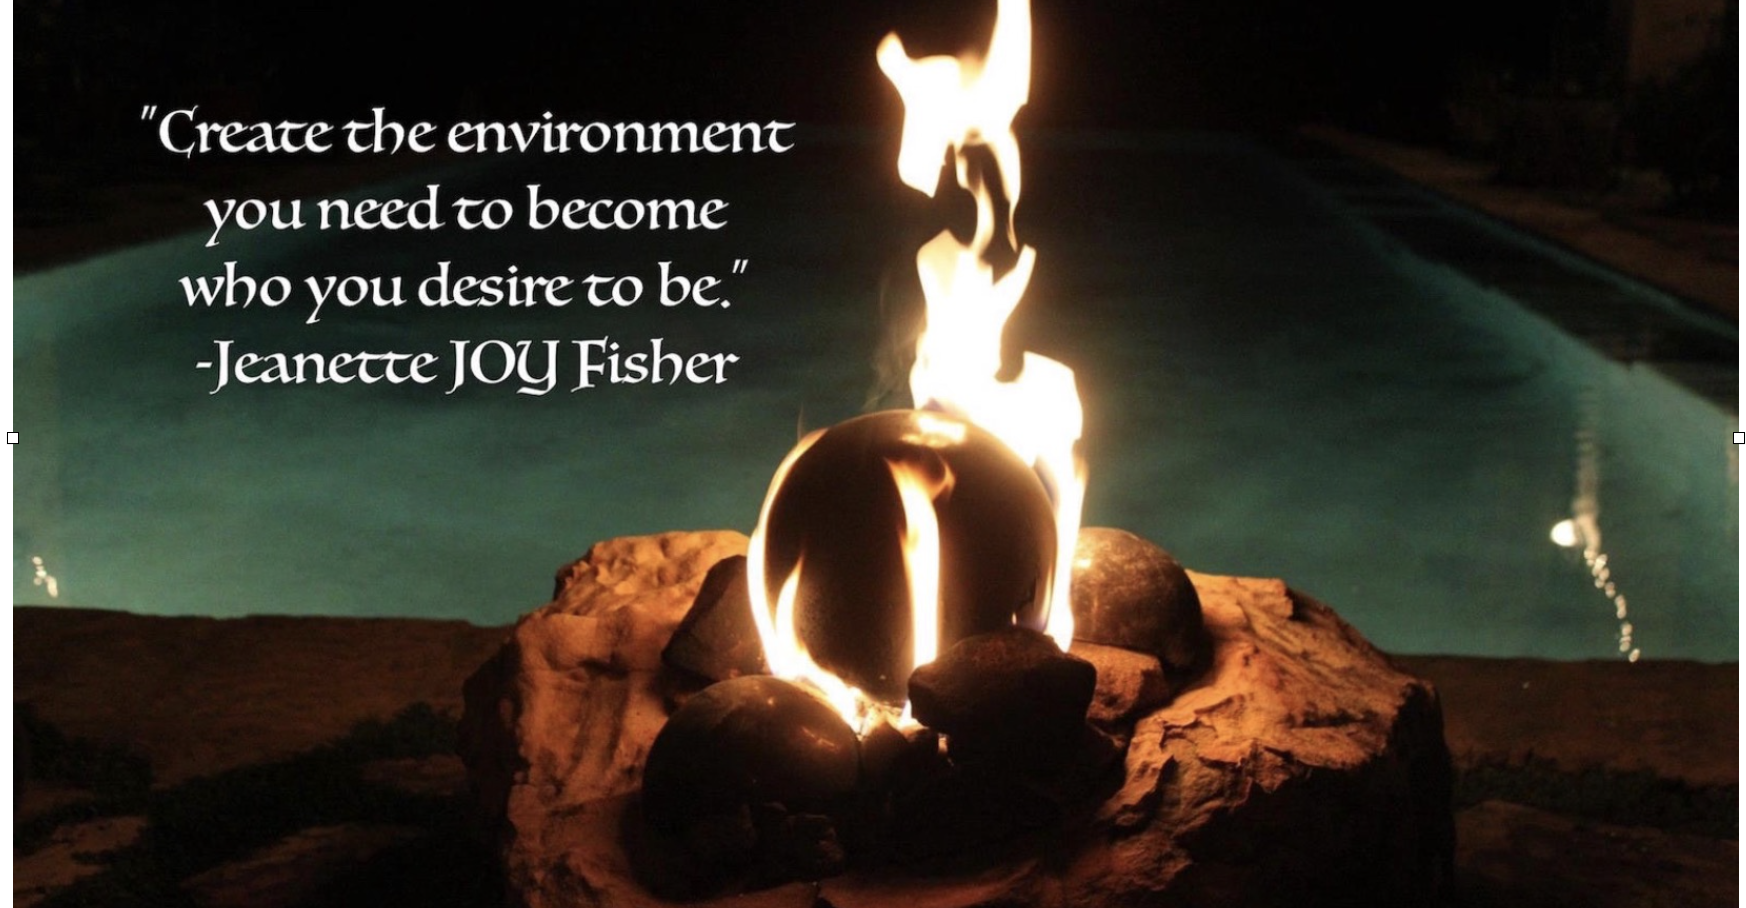 "Create the environment
you need to become
who you desire to be."
-Jeanette JOY Fisher